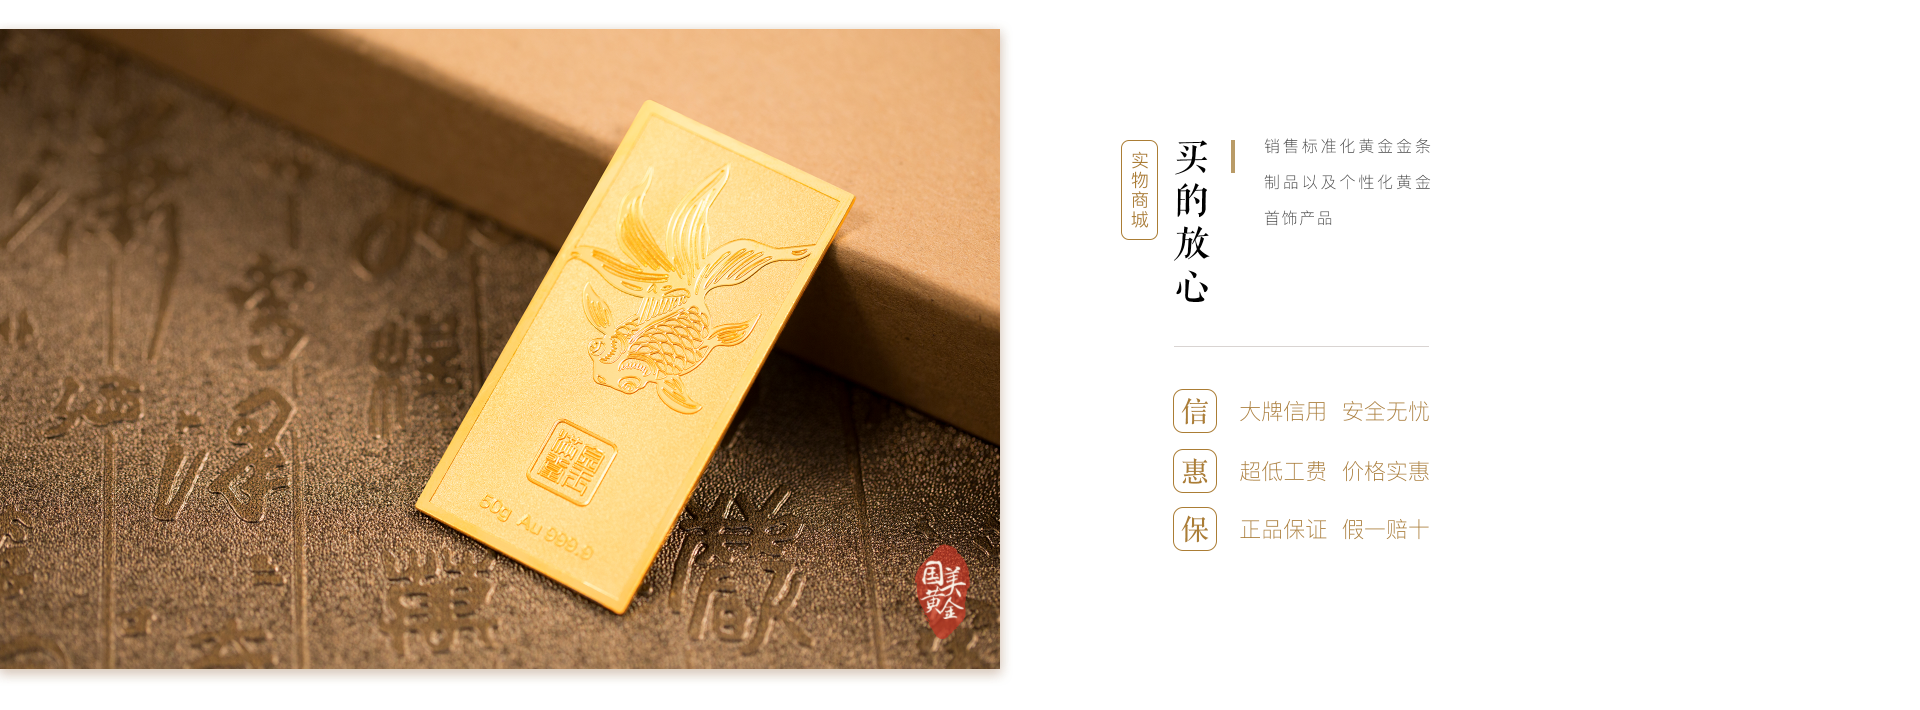 实物商城
买的放心
销售标准化黄金金条
制品以及个性化黄金
首饰产品
信 大牌信用 安全无忧
惠 超低工费 价格实惠
保 正品保证 假一赔十
50g Au 999.9
国美
黄金